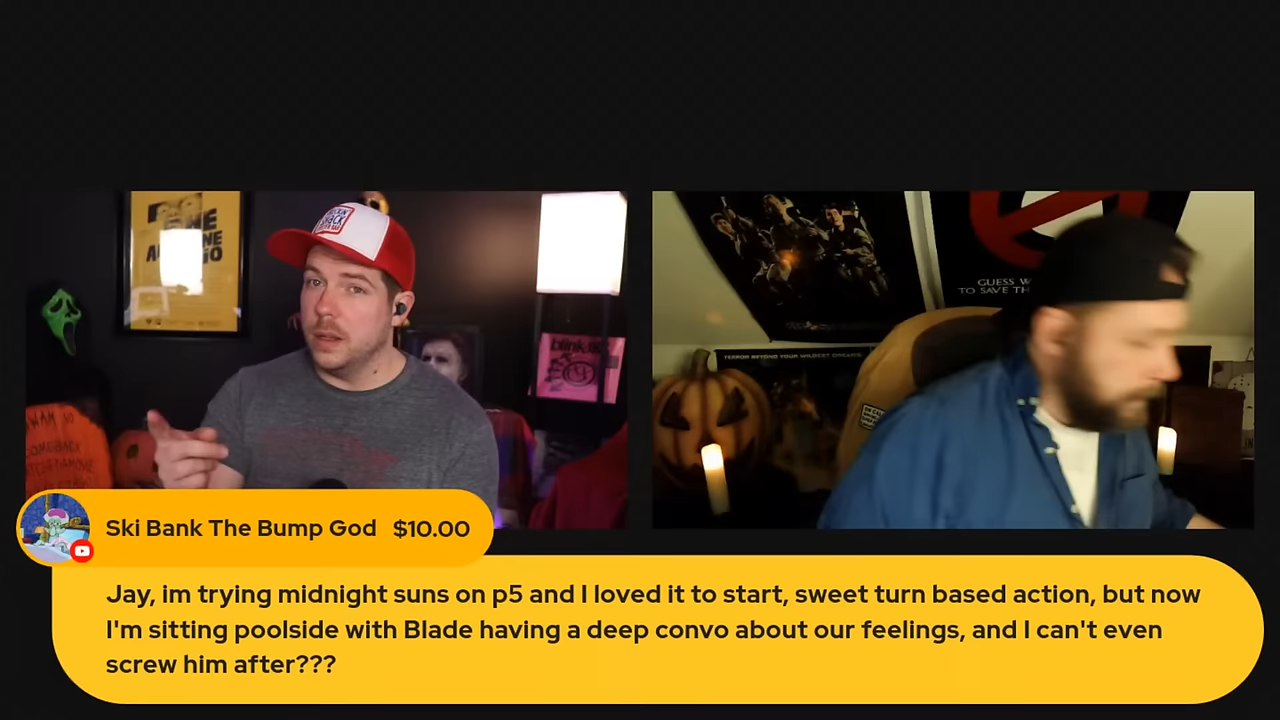 blink
GUESS W
TO SAVE TH
TERROR BEYOND YOUR WILDEST DREAMS
Ski Bank The Bump God $10.00
Jay, im trying midnight suns on p5 and I loved it to start, sweet turn based action, but now
I'm sitting poolside with Blade having a deep convo about our feelings, and I can't even
screw him after???